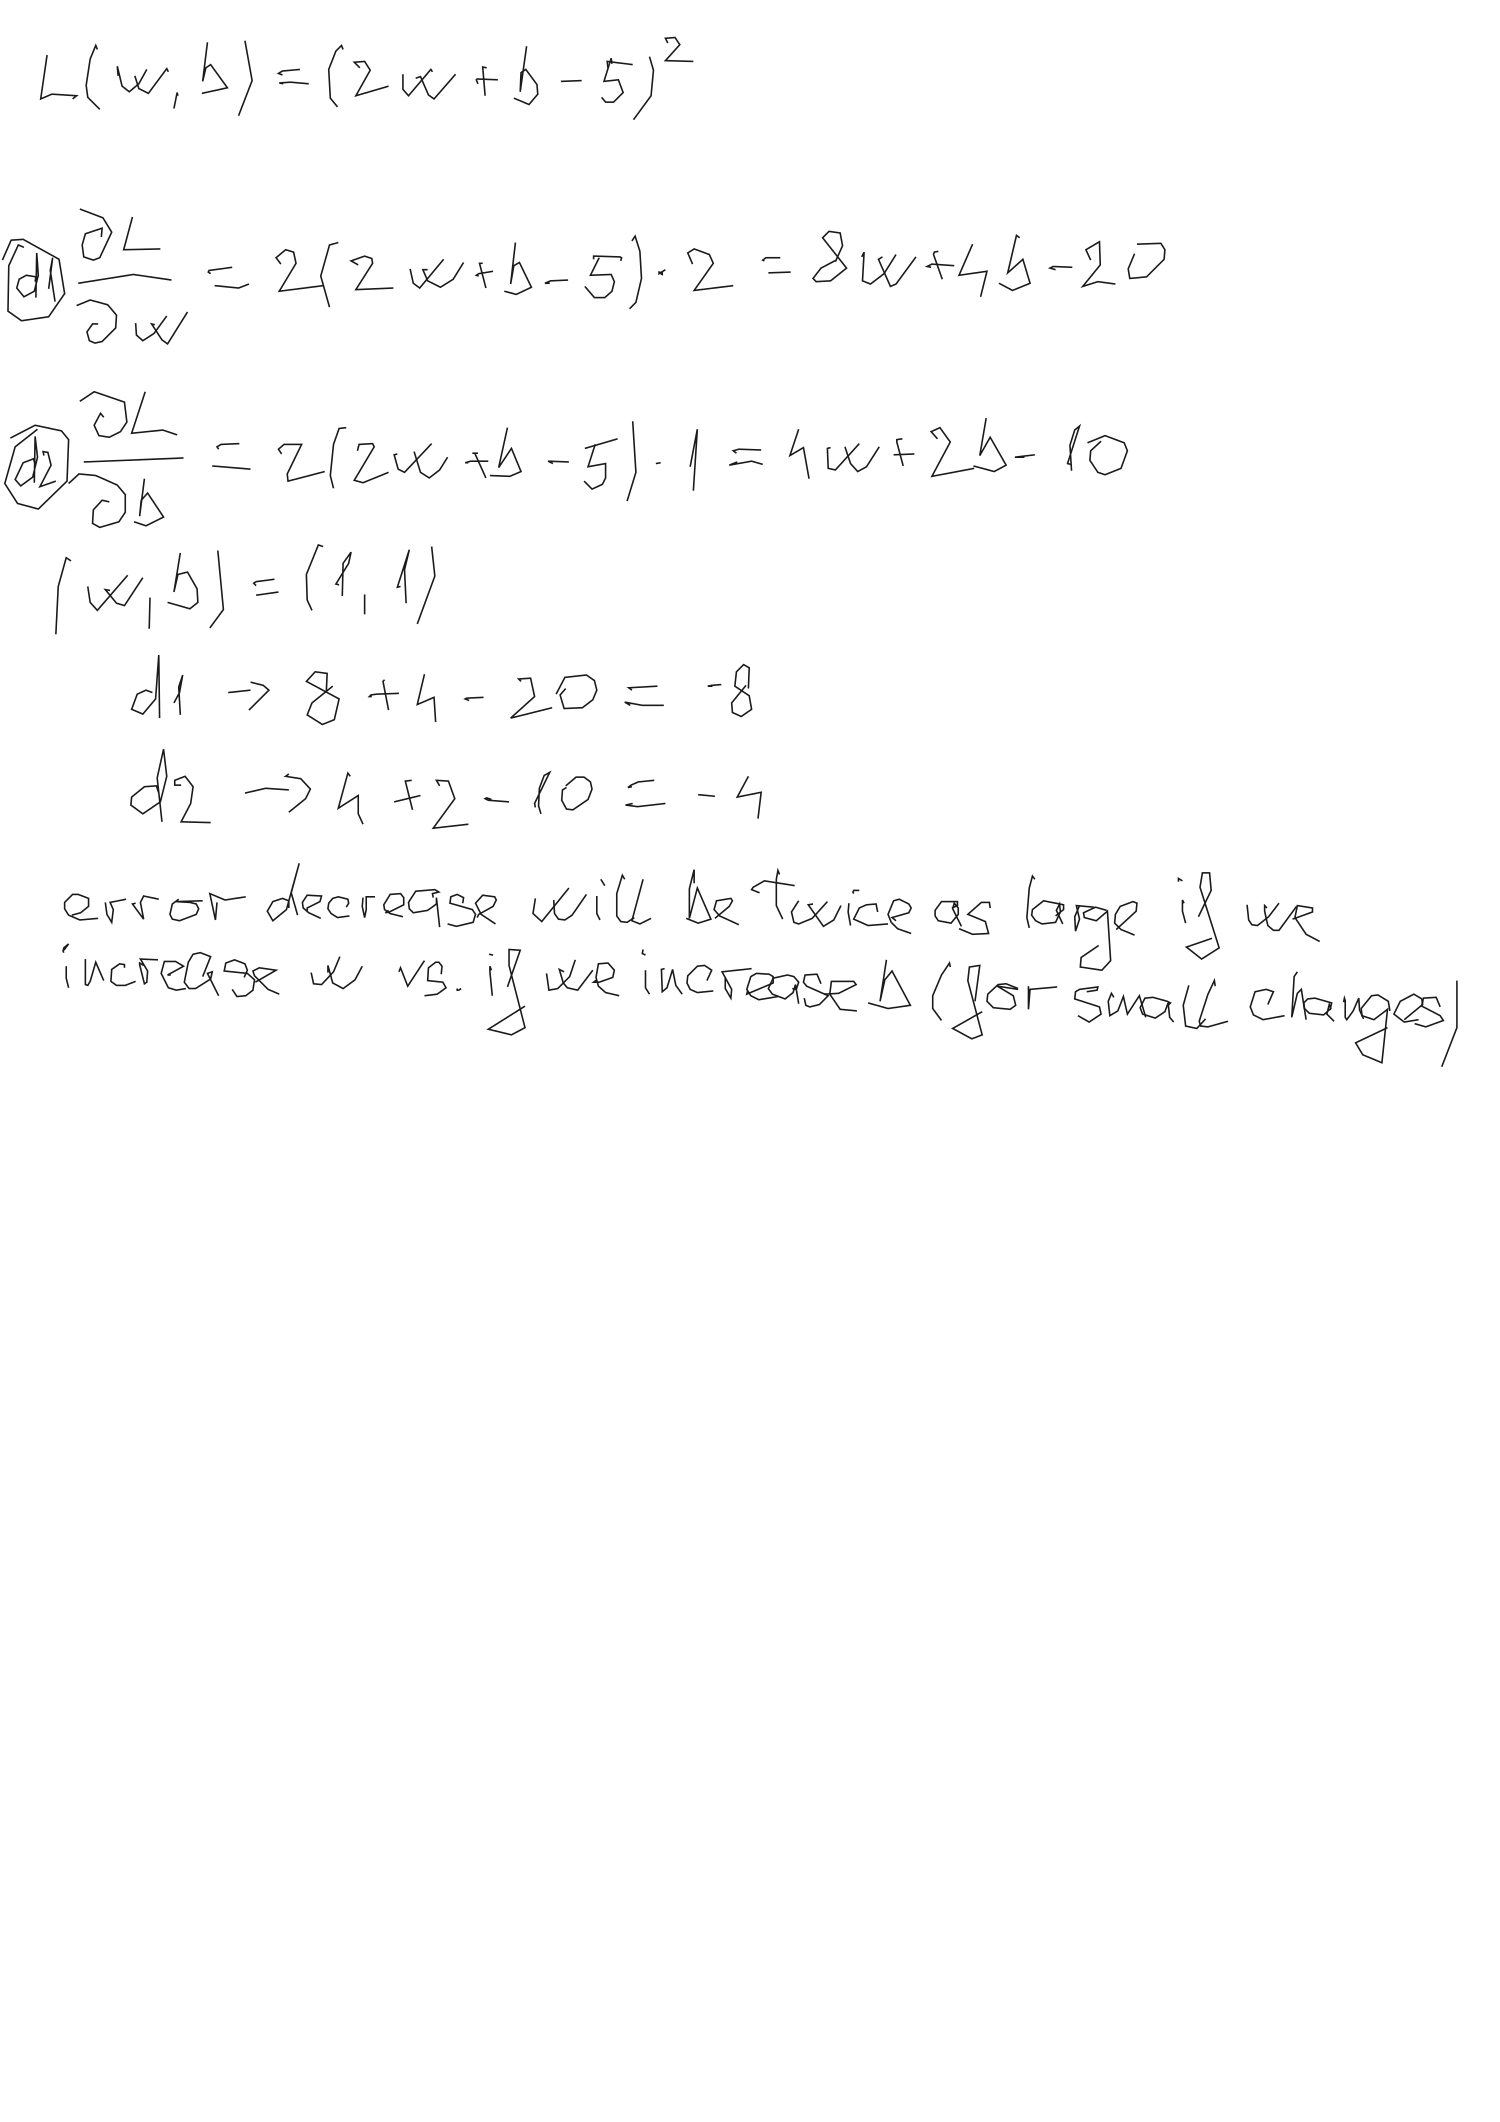 L(w, b) = (2w + b - 5)²
d1 ∂L/∂w = 2(2w + b - 5) · 2 = 8w + 4b - 20
d2 ∂L/∂b = 2(2w + b - 5) · 1 = 4w + 2b - 10
(w, b) = (1, 1)
d1 → 8 + 4 - 20 = -8
d2 → 4 + 2 - 10 = -4
error decrease will be twice as large if we
increase w vs. if we increase b (for small changes)